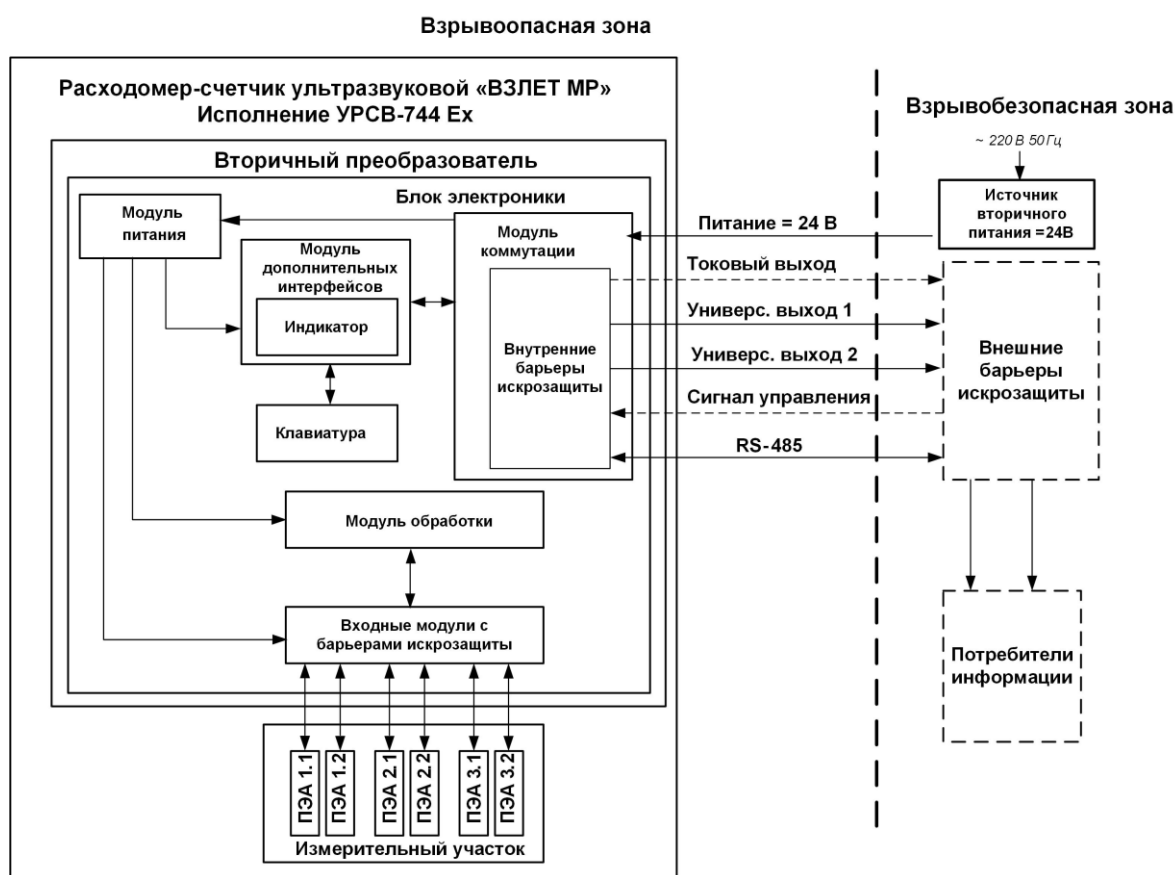 Взрывоопасная зона
Расходомер-счетчик ультразвуковой «ВЗЛЕТ МР»
Исполнение УРСВ-744 Ex
Вторичный преобразователь
Блок электроники
Модуль
питания
Модуль
дополнительных
интерфейсов
Индикатор
Клавиатура
Модуль
коммутации
Внутренние
барьеры
искрозащиты
Модуль обработки
Входные модули с
барьерами искрозащиты
ПЭА 1.1
ПЭА 1.2
ПЭА 2.1
ПЭА 2.2
ПЭА 3.1
ПЭА 3.2
Измерительный участок
Питание = 24 В
Токовый выход
Универс. выход 1
Универс. выход 2
Сигнал управления
RS-485
Взрывобезопасная зона
~ 220 В 50 Гц
Источник
вторичного
питания =24В
Внешние
барьеры
искрозащиты
Потребители
информации